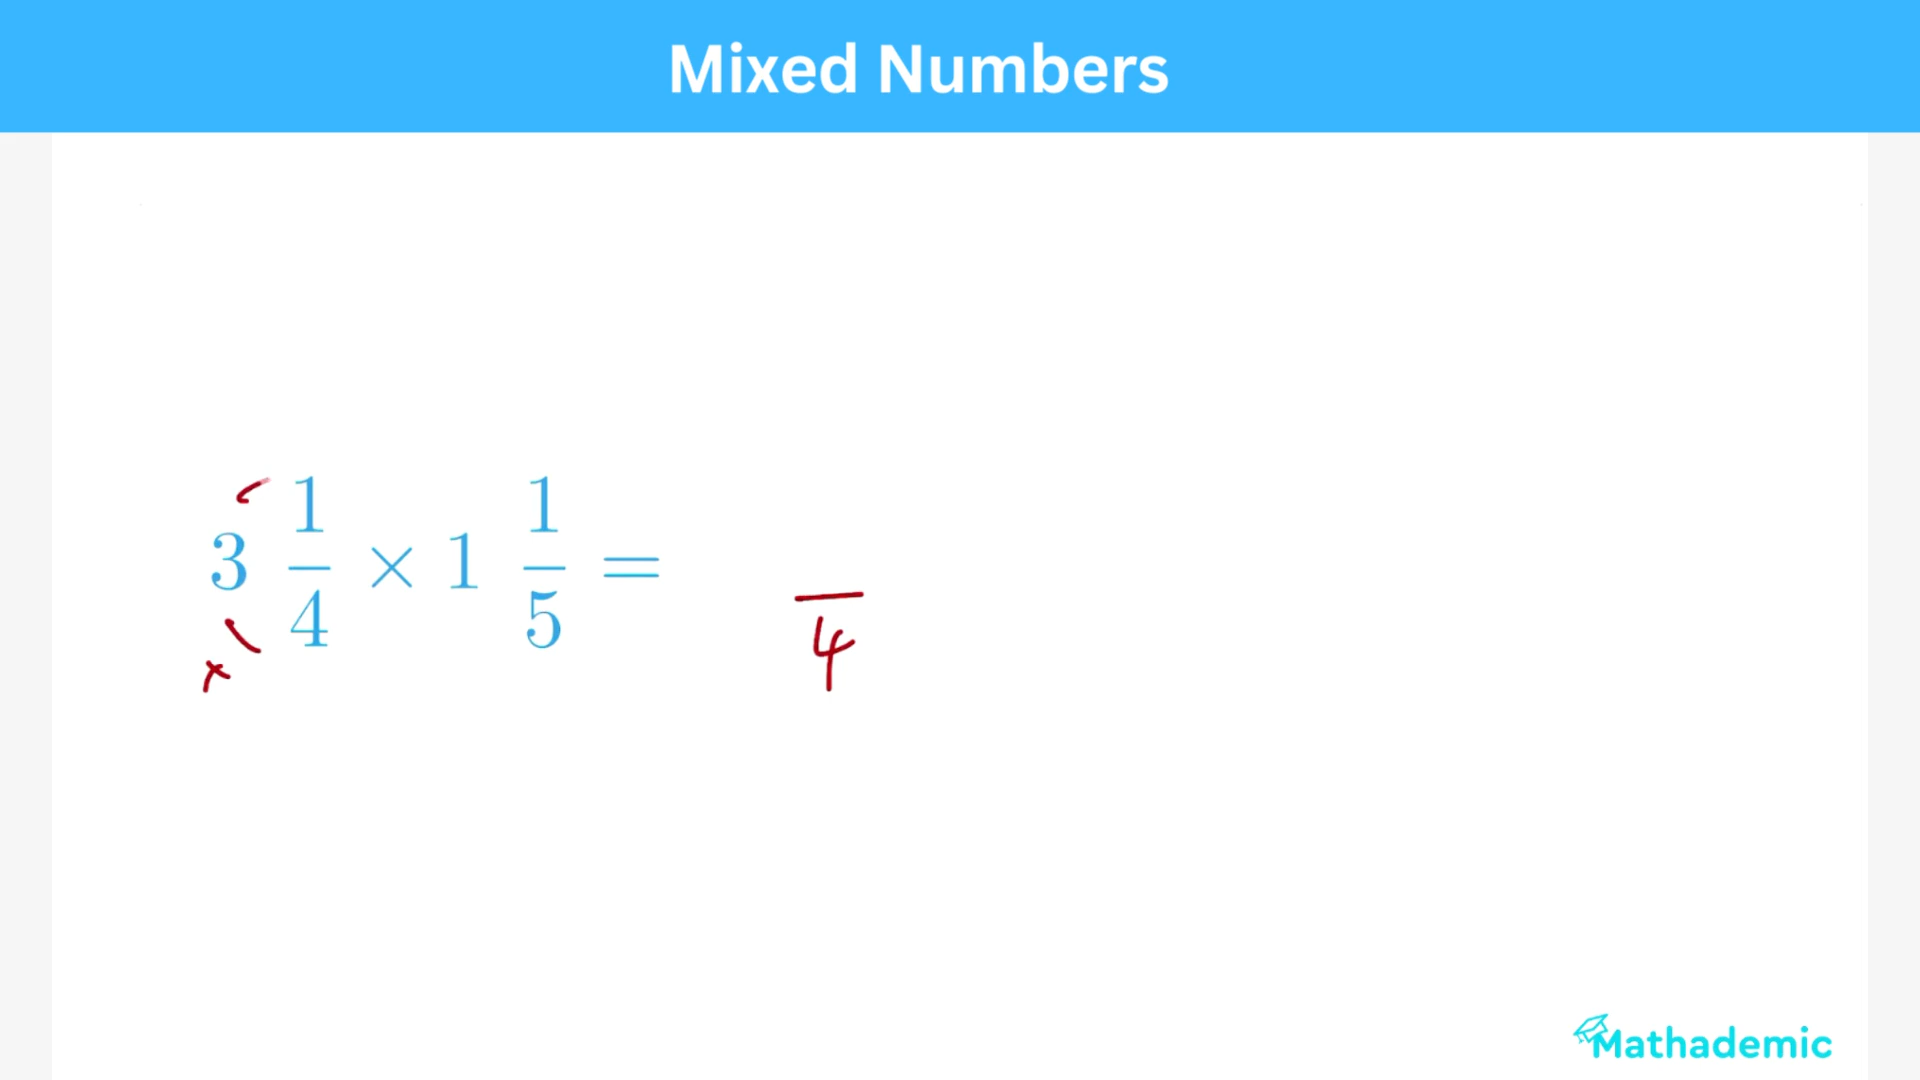 Mixed Numbers
3 1/4 × 1 1/5 =
×
4
Mathademic